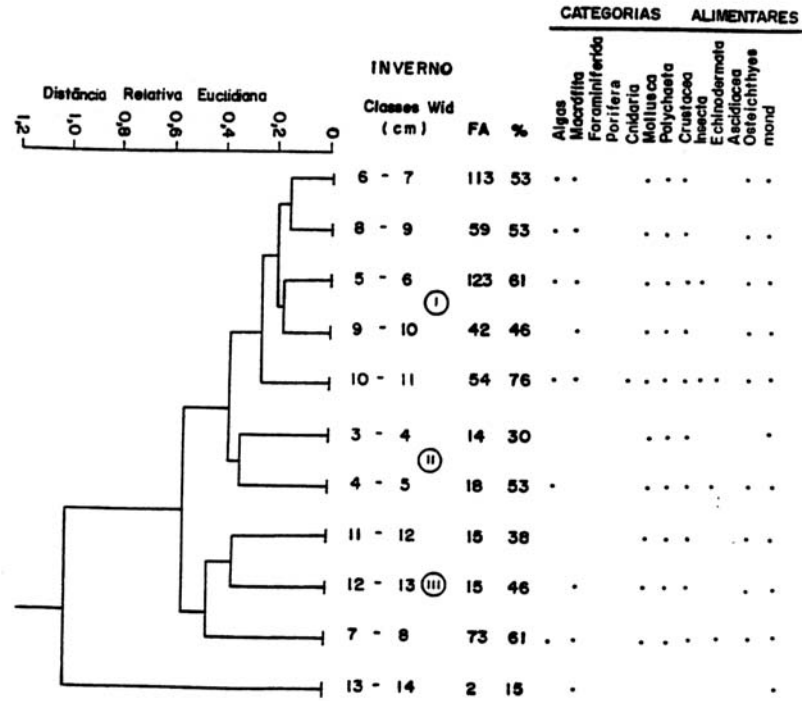 CATEGORIAS ALIMENTARES
INVERNO
Distância Relativa Euclidiana
Classes Wid
(cm) FA %
Algas
Macrófita
Foraminiferida
Porifera
Cnidaria
Mollusca
Polychaeta
Crustacea
Insecta
Echinodermata
Ascidiacea
Osteichthyes
mond
1,2 1,0 0,8 0,6 0,4 0,2 0
6 - 7 113 53
8 - 9 59 53
5 - 6 123 61
I
9 - 10 42 46
10 - 11 54 76
3 - 4 14 30
II
4 - 5 18 53
11 - 12 15 38
12 - 13 III 15 46
7 - 8 73 61
13 - 14 2 15